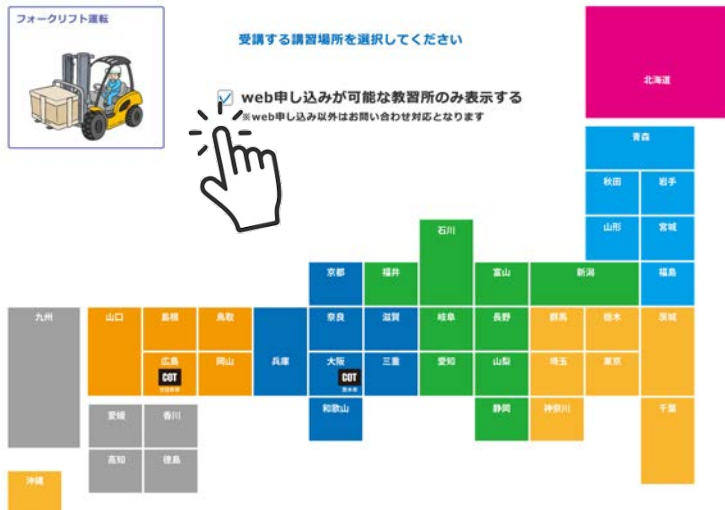 フォークリフト運転
受講する講習場所を選択してください
web申し込みが可能な教習所のみ表示する
※web申し込み以外はお問い合わせ対応となります
北海道
青森
秋田 岩手
山形 宮城
石川
京都 福井 富山 新潟 福島
九州 山口 島根 鳥取 兵庫 奈良 滋賀 岐阜 長野 群馬 栃木 茨城
広島 岡山 大阪 三重 愛知 山梨 埼玉 東京
COT COT
愛媛 香川 和歌山 静岡 神奈川 千葉
高知 徳島
沖縄